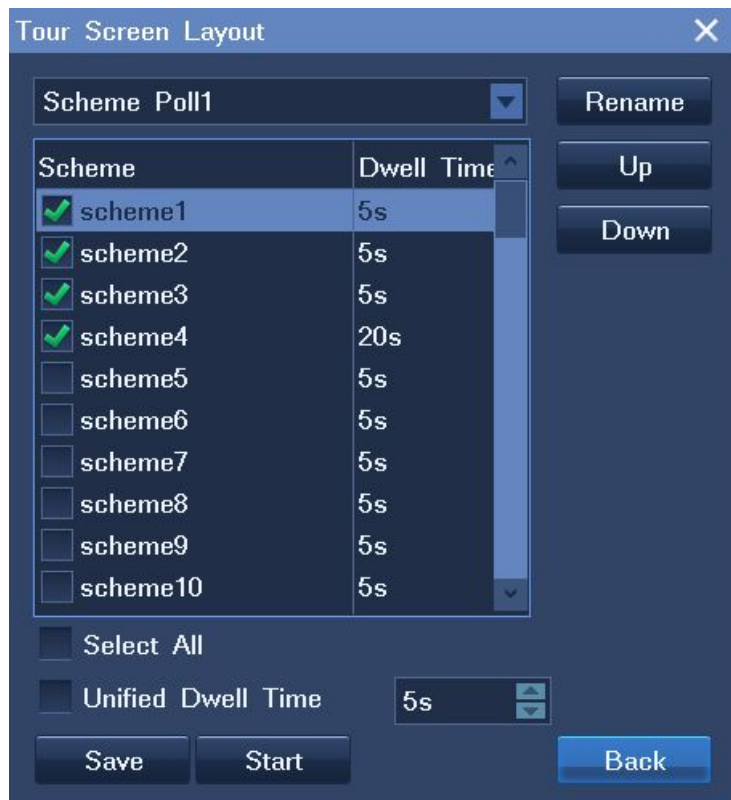 Tour Screen Layout
Scheme Poll1
Rename
Scheme Dwell Time
Up
scheme1 5s
Down
scheme2 5s
scheme3 5s
scheme4 20s
scheme5 5s
scheme6 5s
scheme7 5s
scheme8 5s
scheme9 5s
scheme10 5s
Select All
Unified Dwell Time 5s
Save Start Back